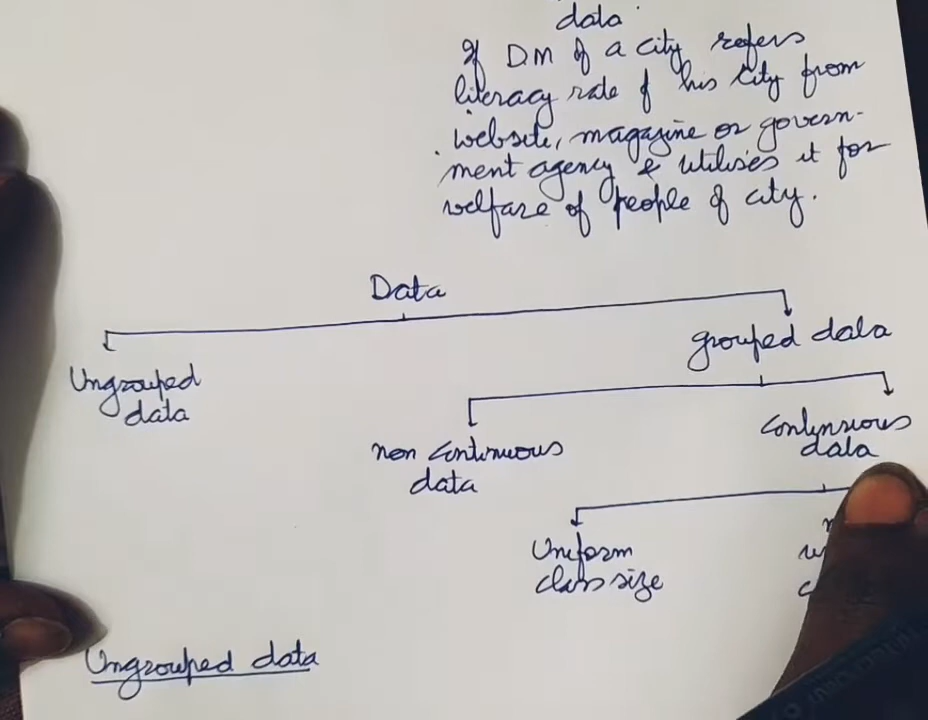 data
If DM of a city refers
literacy rate of his city from
website, magazine or govern-
ment agency & utilises it for
welfare of people of city.
Data
Ungrouped
data
grouped data
non continuous
data
continuous
data
Uniform
class size
Ungrouped data